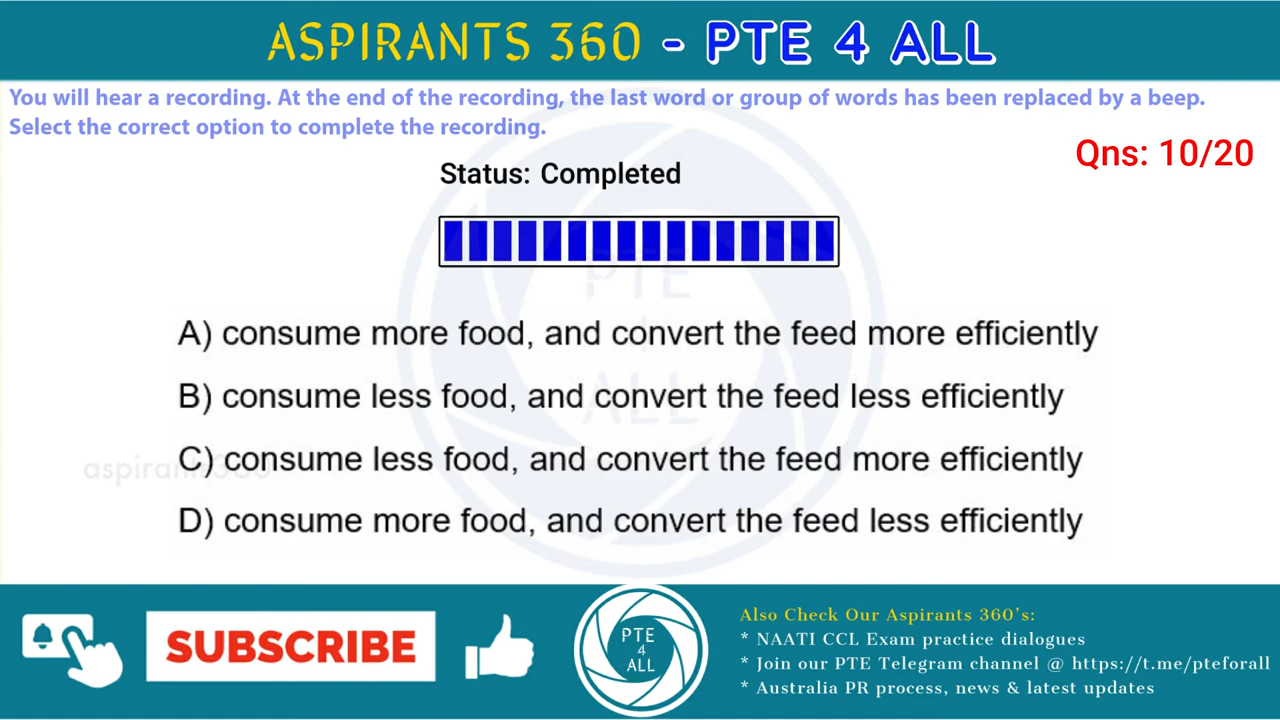 ASPIRANTS 360 - PTE 4 ALL
You will hear a recording. At the end of the recording, the last word or group of words has been replaced by a beep.
Select the correct option to complete the recording.
Qns: 10/20
Status: Completed
PTE
4
ALL
A) consume more food, and convert the feed more efficiently
B) consume less food, and convert the feed less efficiently
C) consume less food, and convert the feed more efficiently
aspirants360
D) consume more food, and convert the feed less efficiently
SUBSCRIBE
PTE
4
ALL
Also Check Our Aspirants 360's:
* NAATI CCL Exam practice dialogues
* Join our PTE Telegram channel @ https://t.me/pteforall
* Australia PR process, news & latest updates